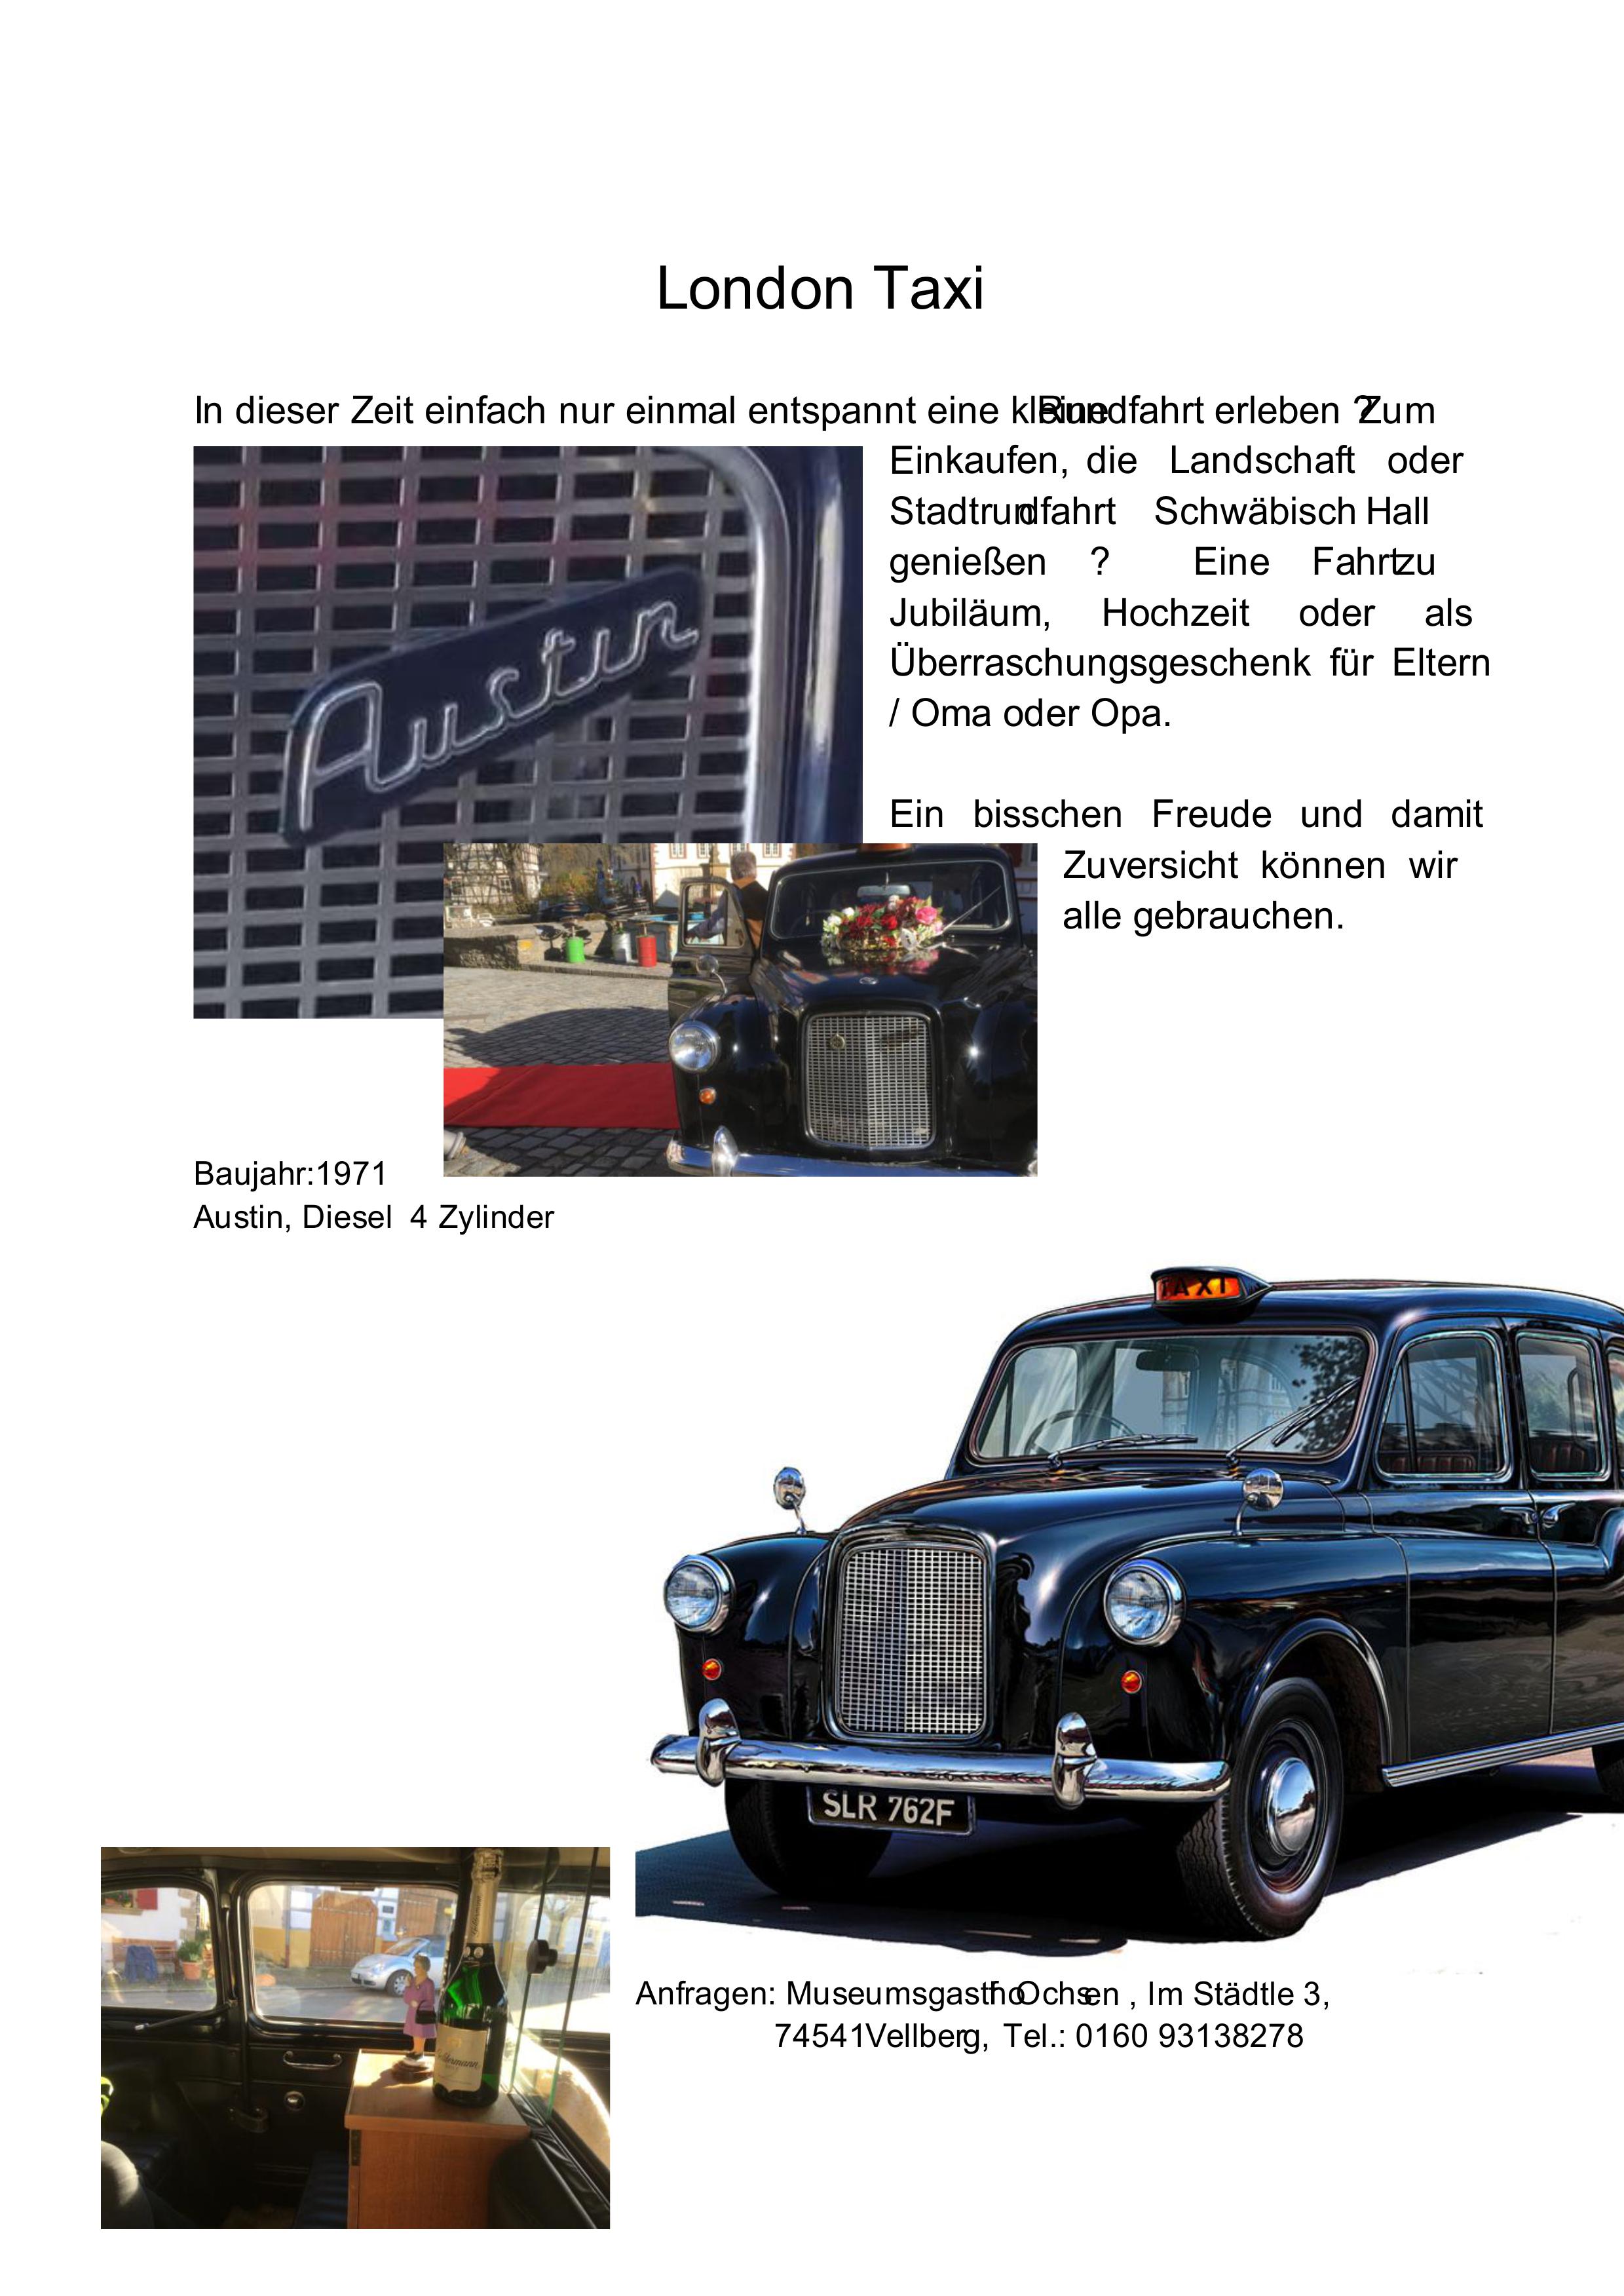 London Taxi
In dieser Zeit einfach nur einmal entspannt eine kleine Rundfahrt erleben ? Zum
Einkaufen, die Landschaft oder
Stadtrundfahrt Schwäbisch Hall
genießen ? Eine Fahrt zu
Jubiläum, Hochzeit oder als
Überraschungsgeschenk für Eltern
/ Oma oder Opa.
Austin
Ein bisschen Freude und damit
Zuversicht können wir
alle gebrauchen.
Baujahr:1971
Austin, Diesel 4 Zylinder
TAXI
SLR 762F
Anfragen: Museumsgasthof Ochsen , Im Städtle 3,
74541Vellberg, Tel.: 0160 93138278